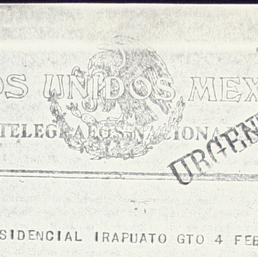 OS UNIDOS MEX
TELEGRAFOS NACIONA
URGEN
SIDENCIAL IRAPUATO GTO 4 FEB